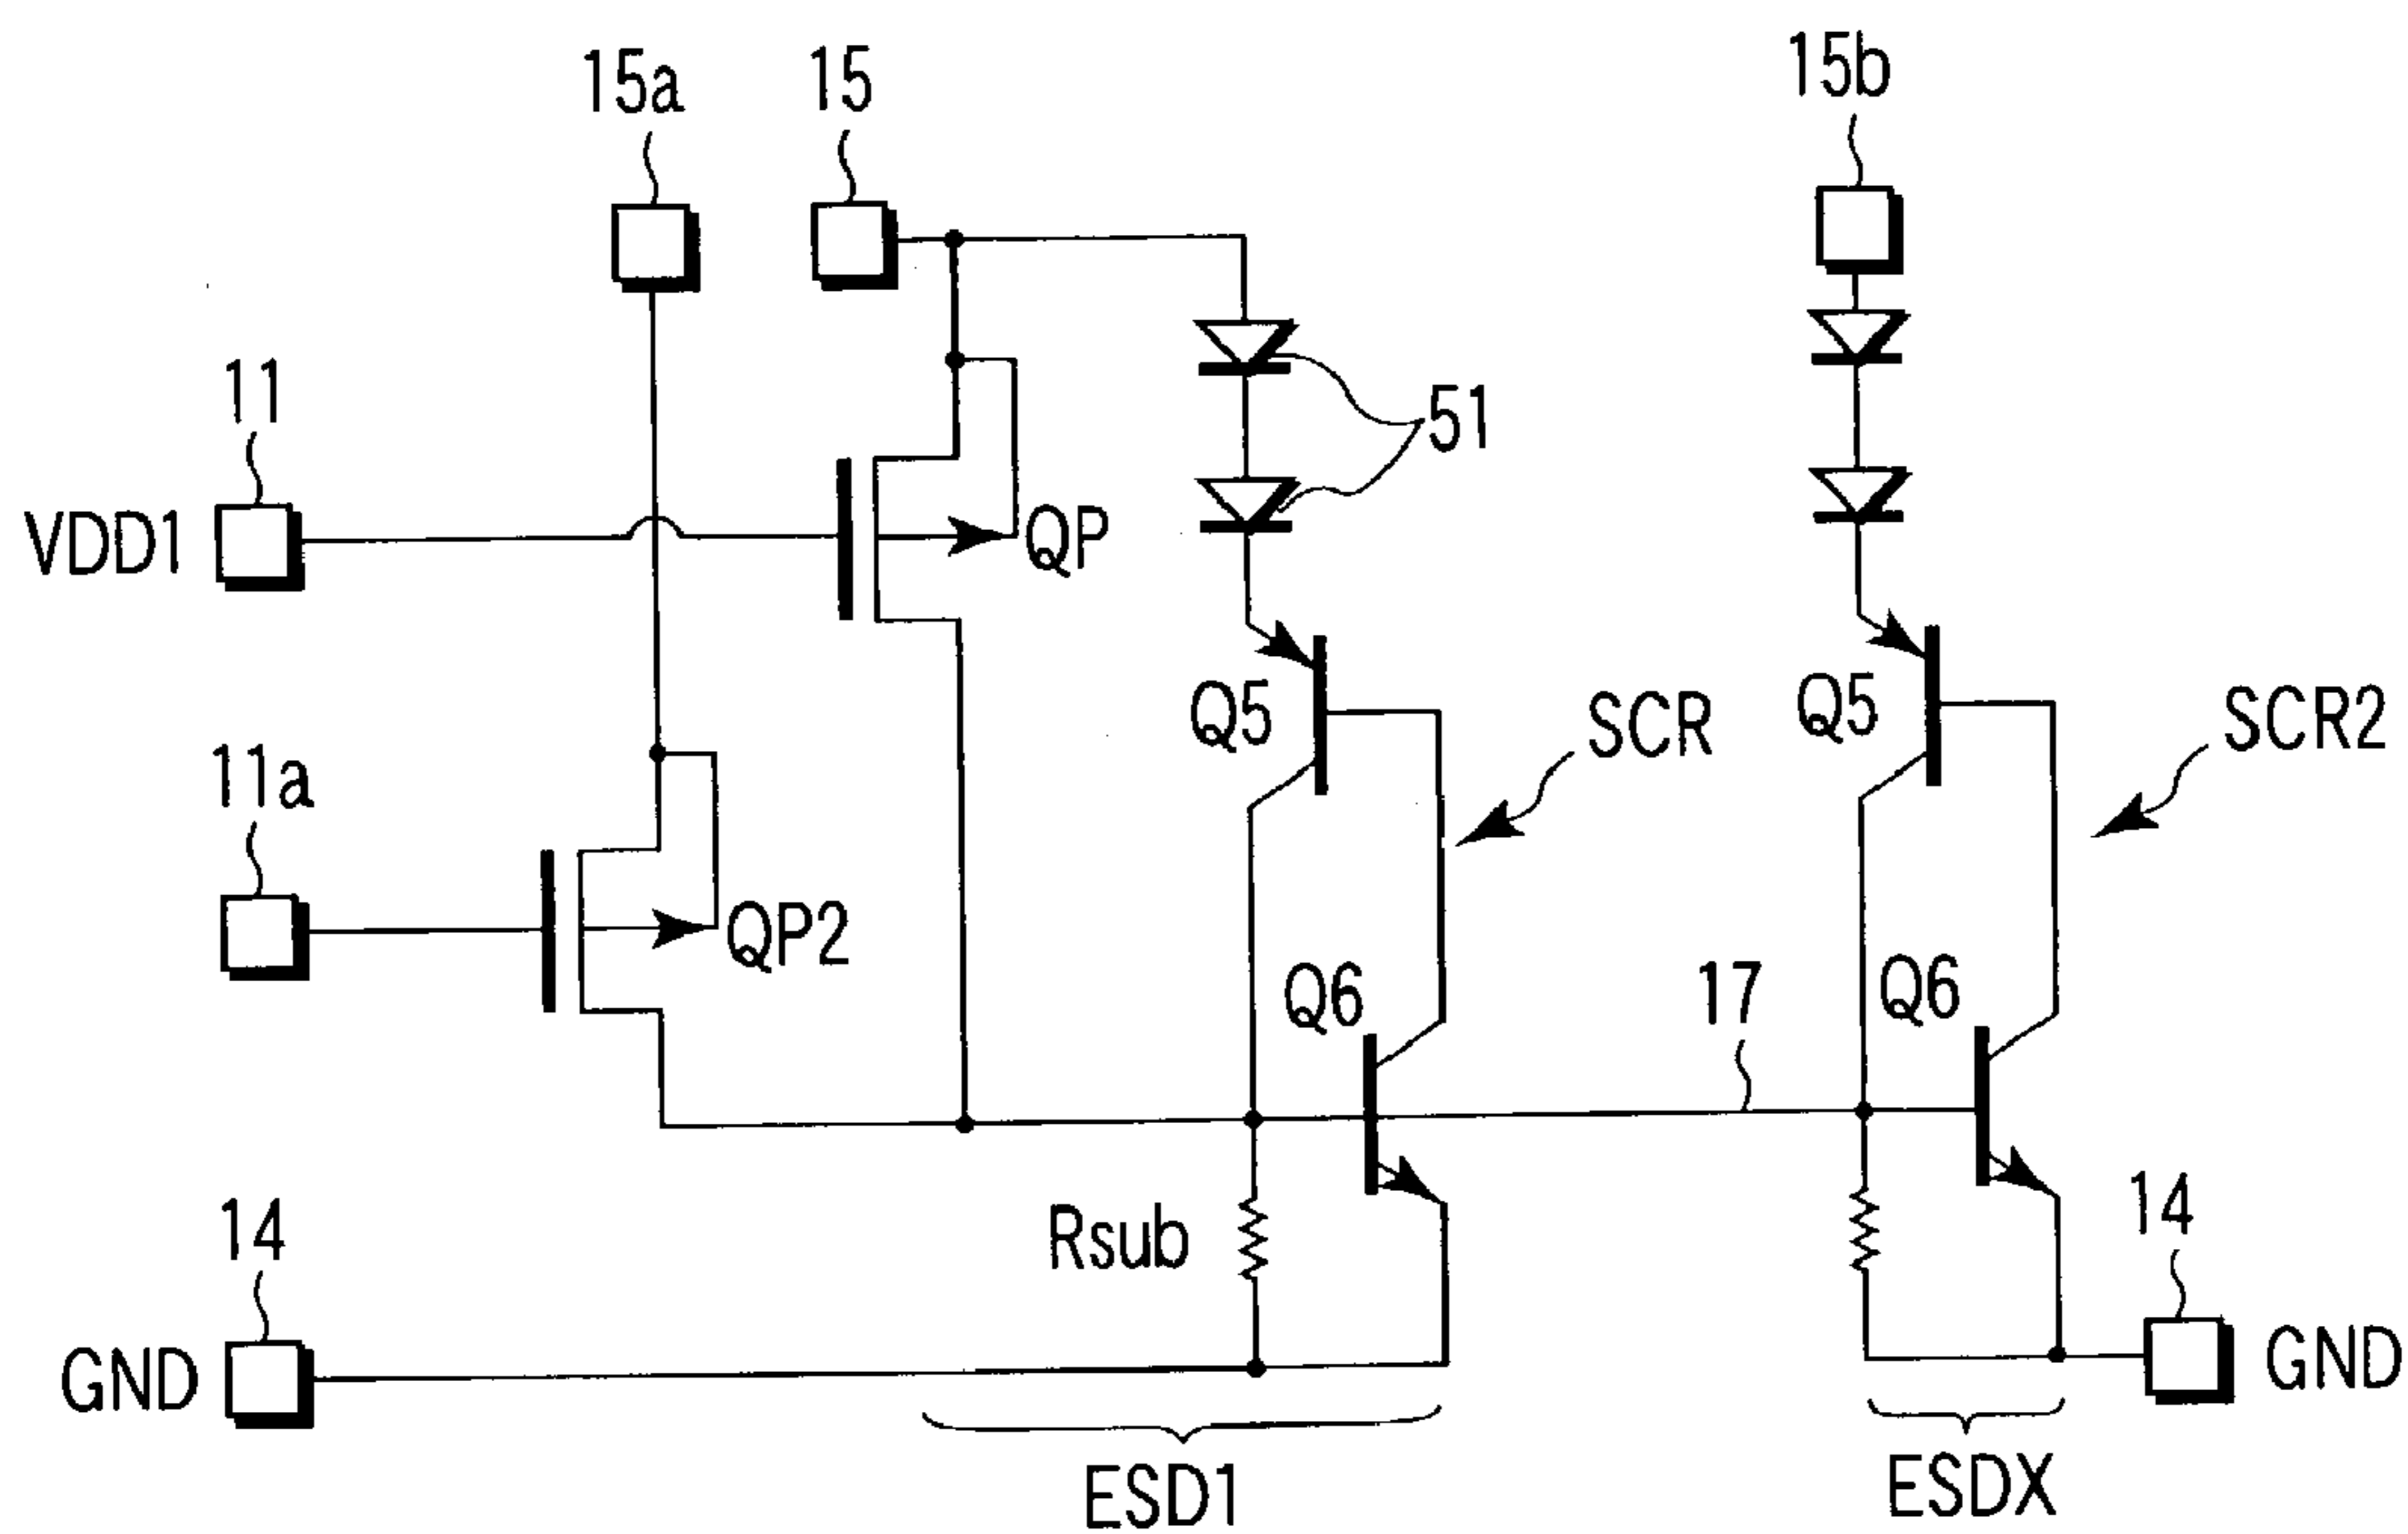 15a
15
15b
11
VDD1
51
QP
Q5
SCR
Q5
SCR2
11a
QP2
Q6
17
Q6
14
GND
Rsub
14
GND
ESD1
ESDX